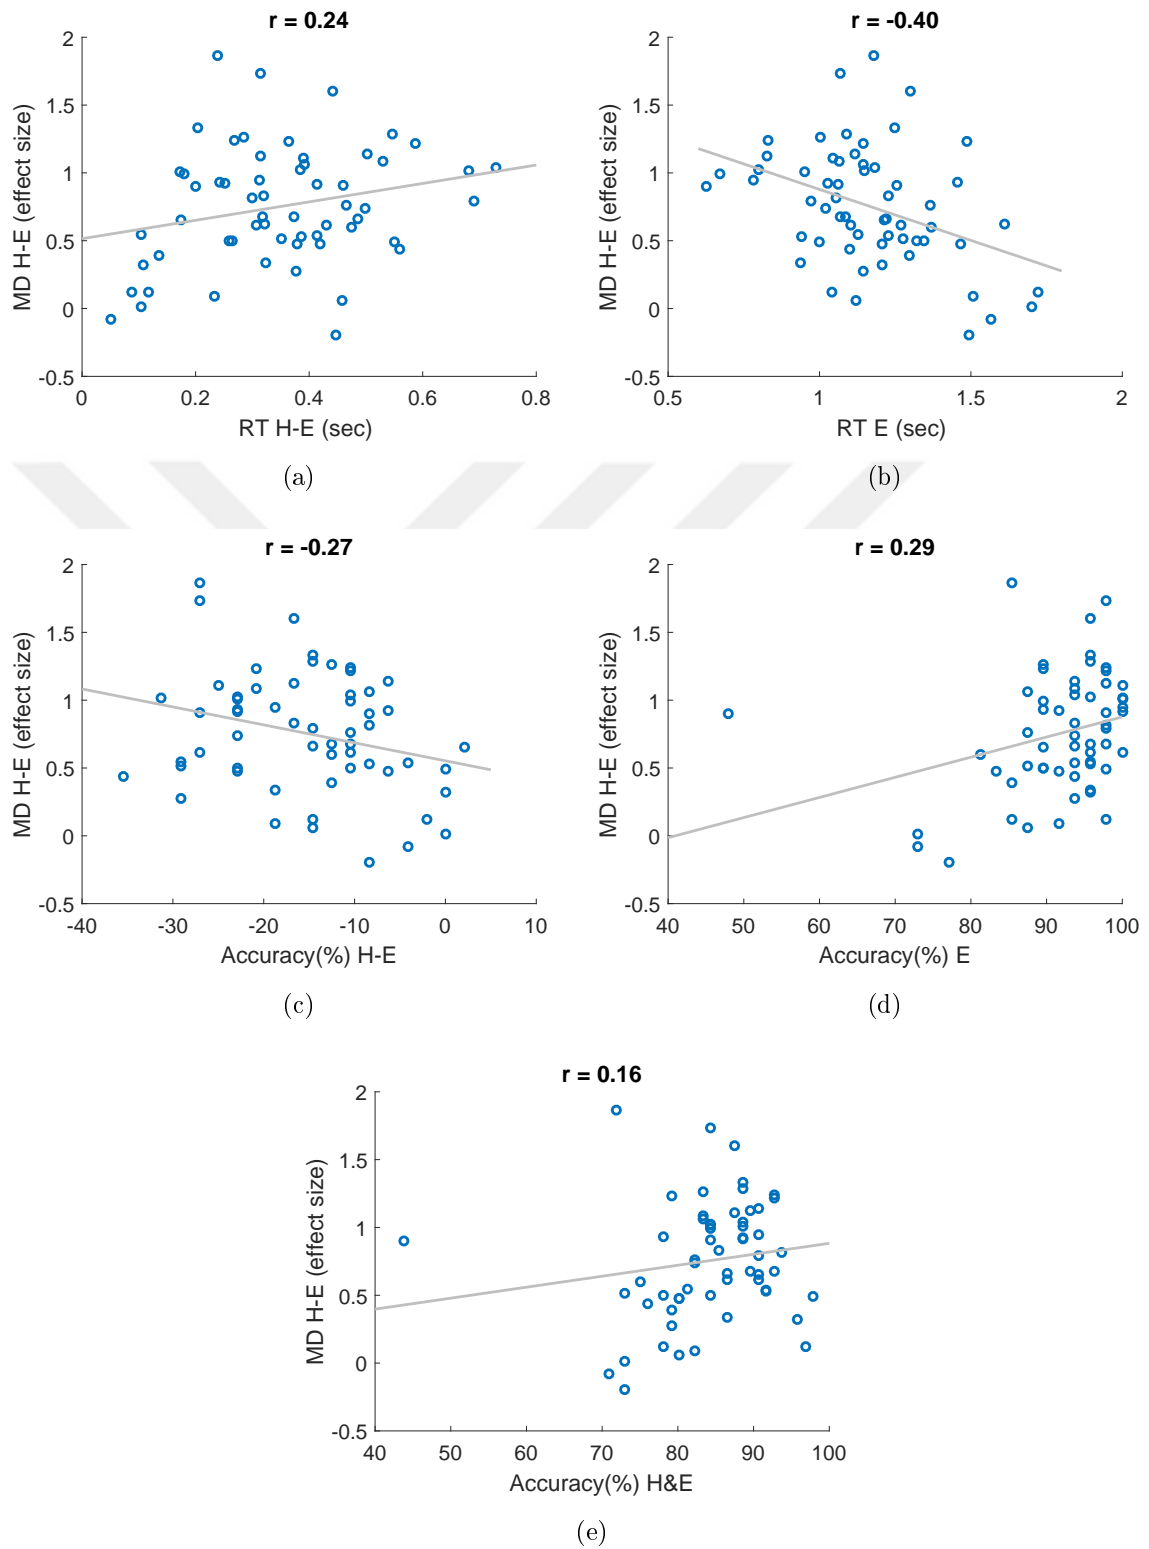 r = 0.24
r = -0.40
2
1.5
1
0.5
0
-0.5
MD H-E (effect size)
0 0.2 0.4 0.6 0.8
RT H-E (sec)
(a)
2
1.5
1
0.5
0
-0.5
MD H-E (effect size)
0.5 1 1.5 2
RT E (sec)
(b)
r = -0.27
2
1.5
1
0.5
0
-0.5
MD H-E (effect size)
-40 -30 -20 -10 0 10
Accuracy(%) H-E
(c)
r = 0.29
2
1.5
1
0.5
0
-0.5
MD H-E (effect size)
40 50 60 70 80 90 100
Accuracy(%) E
(d)
r = 0.16
2
1.5
1
0.5
0
-0.5
MD H-E (effect size)
40 50 60 70 80 90 100
Accuracy(%) H&E
(e)